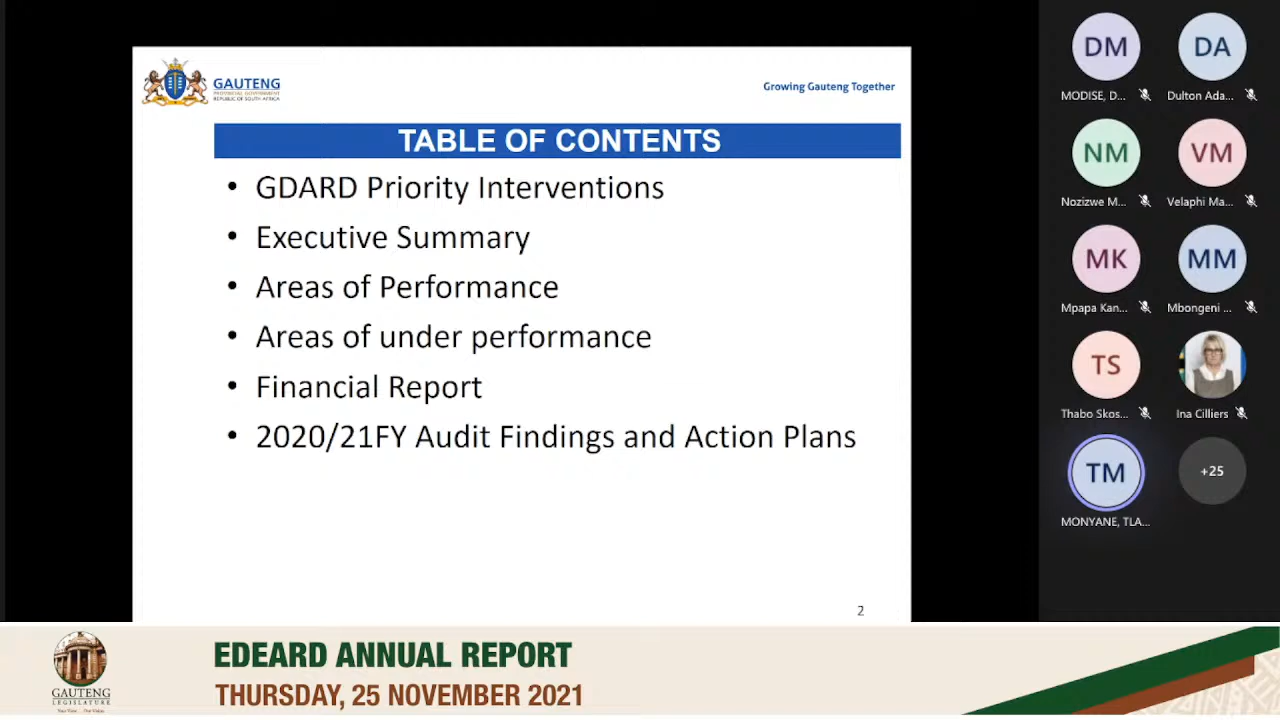 GAUTENG
PROVINCIAL GOVERNMENT
REPUBLIC OF SOUTH AFRICA
Growing Gauteng Together
TABLE OF CONTENTS
• GDARD Priority Interventions
• Executive Summary
• Areas of Performance
• Areas of under performance
• Financial Report
• 2020/21FY Audit Findings and Action Plans
2
DM
DA
MODISE, D...
Dulton Ada...
NM
VM
Nozizwe M...
Velaphi Ma...
MK
MM
Mpapa Kan...
Mbongeni ...
TS
Thabo Skos...
Ina Cilliers
TM
+25
MONYANE, TLA...
GAUTENG
LEGISLATURE
EDEARD ANNUAL REPORT
THURSDAY, 25 NOVEMBER 2021